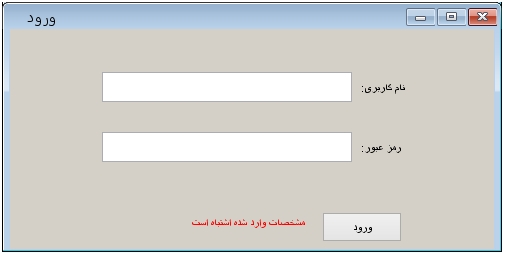 ورود
نام کاربری:
رمز عبور:
ورود
مشخصات وارد شده اشتباه است